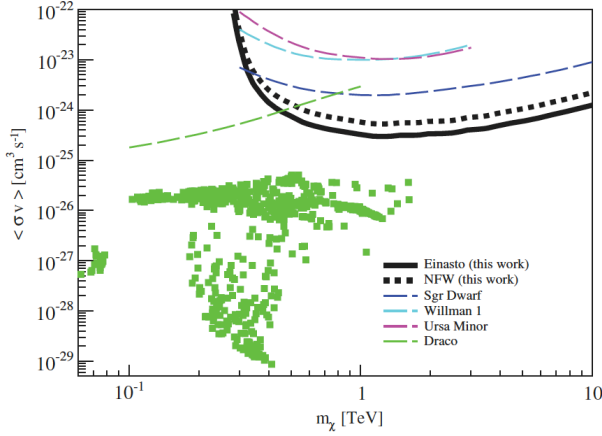 10⁻²²
10⁻²³
10⁻²⁴
10⁻²⁵
10⁻²⁶
10⁻²⁷
10⁻²⁸
10⁻²⁹
< σ v > [cm³ s⁻¹]
Einasto (this work)
NFW (this work)
Sgr Dwarf
Willman 1
Ursa Minor
Draco
10⁻¹ 1 10
mχ [TeV]